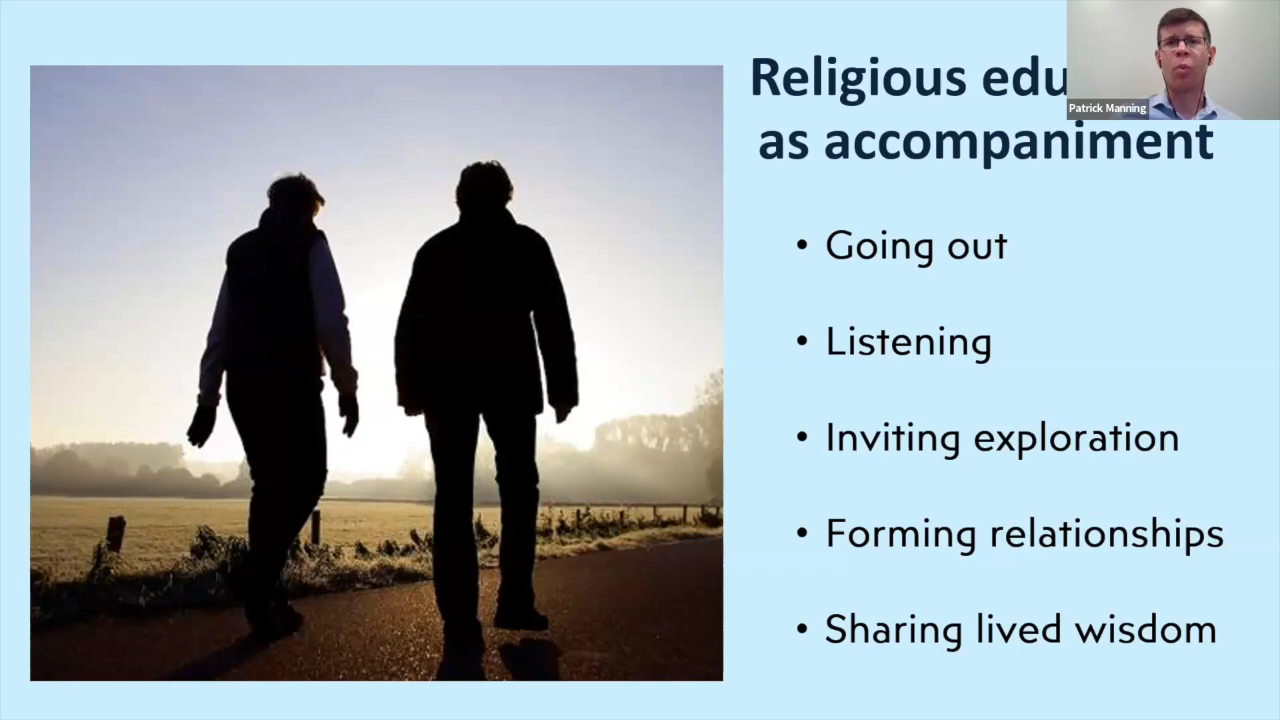 Religious edu
as accompaniment
Patrick Manning
• Going out
• Listening
• Inviting exploration
• Forming relationships
• Sharing lived wisdom